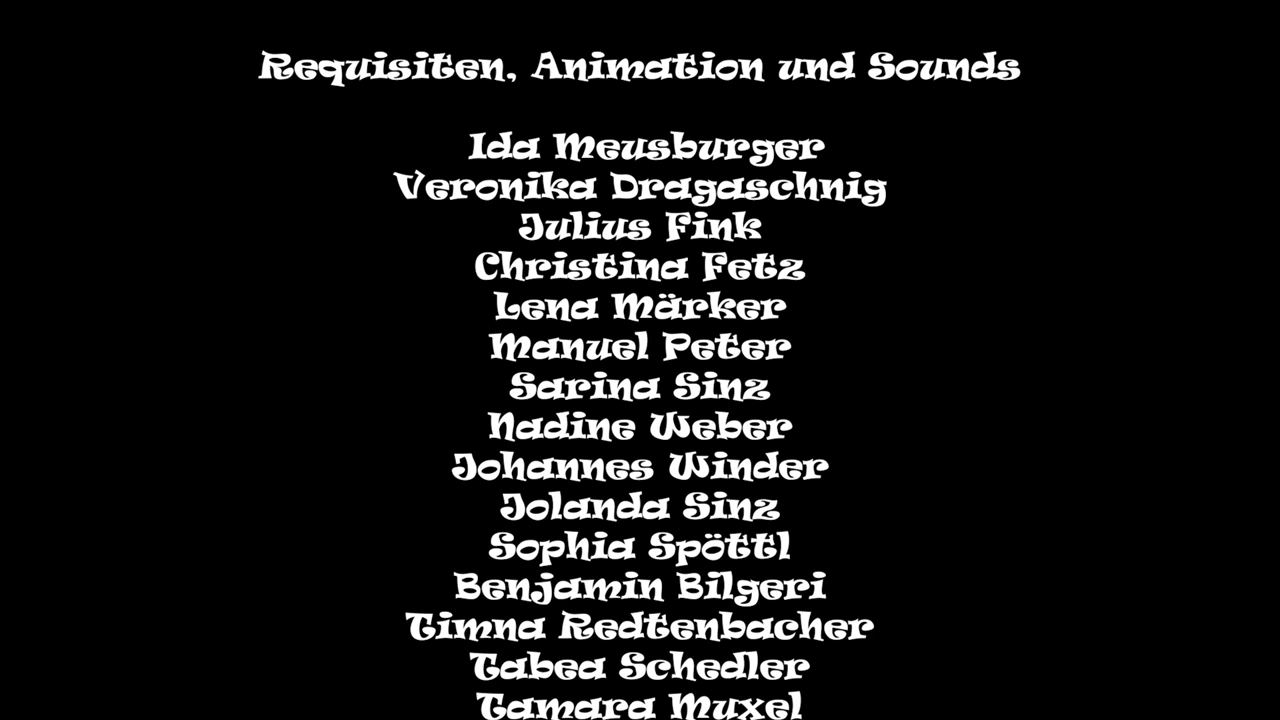 Requisiten, Animation und Sounds
Ida Meusburger
Veronika Dragaschnig
Julius Fink
Christina Fetz
Lena Märker
Manuel Peter
Sarina Sinz
Nadine Weber
Johannes Winder
Jolanda Sinz
Sophia Spöttl
Benjamin Bilgeri
Timna Redtenbacher
Tabea Schedler
Tamara Muxel